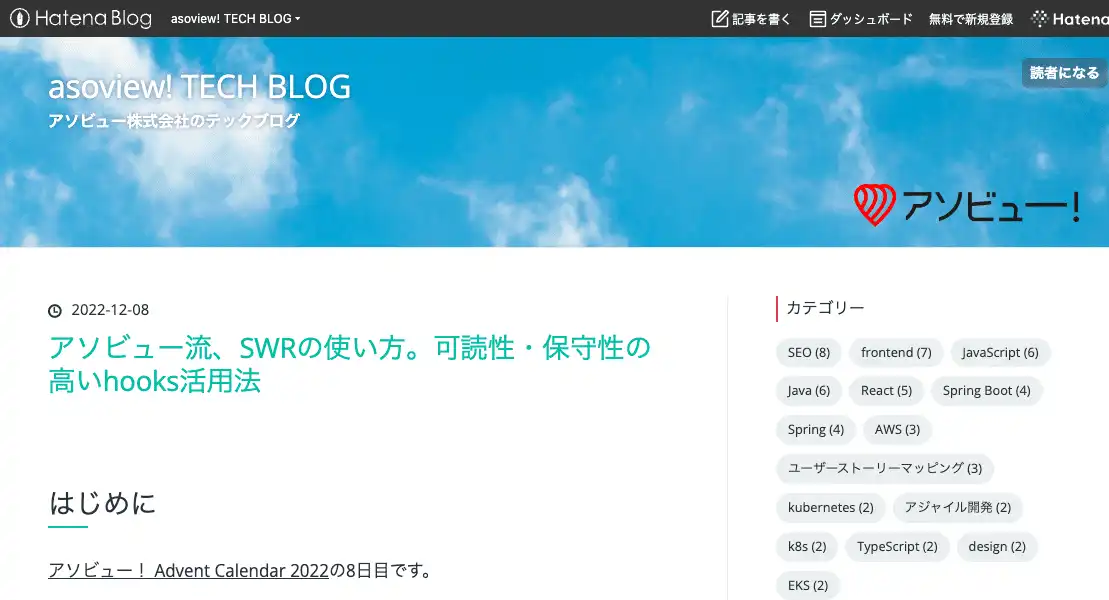 Hatena Blog
asoview! TECH BLOG
記事を書く
ダッシュボード
無料で新規登録
Hatena
asoview! TECH BLOG
アソビュー株式会社のテックブログ
読者になる
アソビュー!
2022-12-08
アソビュー流、SWRの使い方。可読性・保守性の
高いhooks活用法
はじめに
アソビュー! Advent Calendar 2022の8日目です。
カテゴリー
SEO (8)
frontend (7)
JavaScript (6)
Java (6)
React (5)
Spring Boot (4)
Spring (4)
AWS (3)
ユーザーストーリーマッピング (3)
kubernetes (2)
アジャイル開発 (2)
k8s (2)
TypeScript (2)
design (2)
EKS (2)